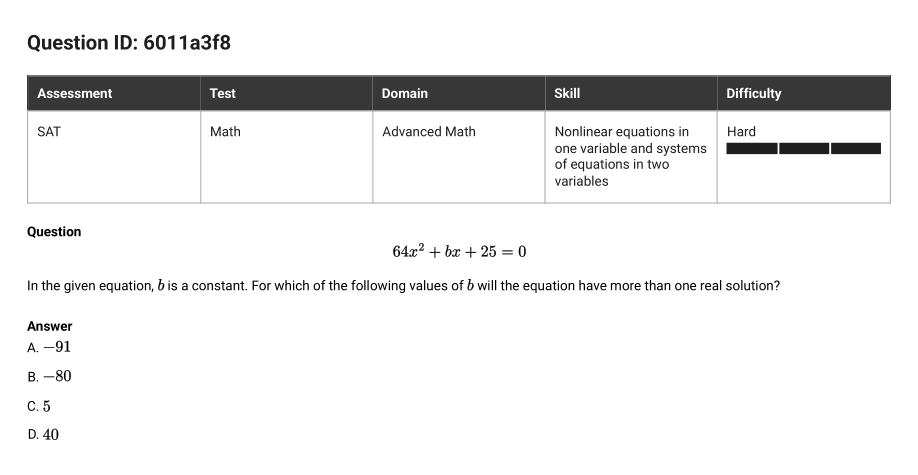 Question ID: 6011a3f8
Assessment Test Domain Skill Difficulty
SAT Math Advanced Math Nonlinear equations in one variable and systems of equations in two variables Hard
Question
64x² + bx + 25 = 0
In the given equation, b is a constant. For which of the following values of b will the equation have more than one real solution?
Answer
A. −91
B. −80
C. 5
D. 40